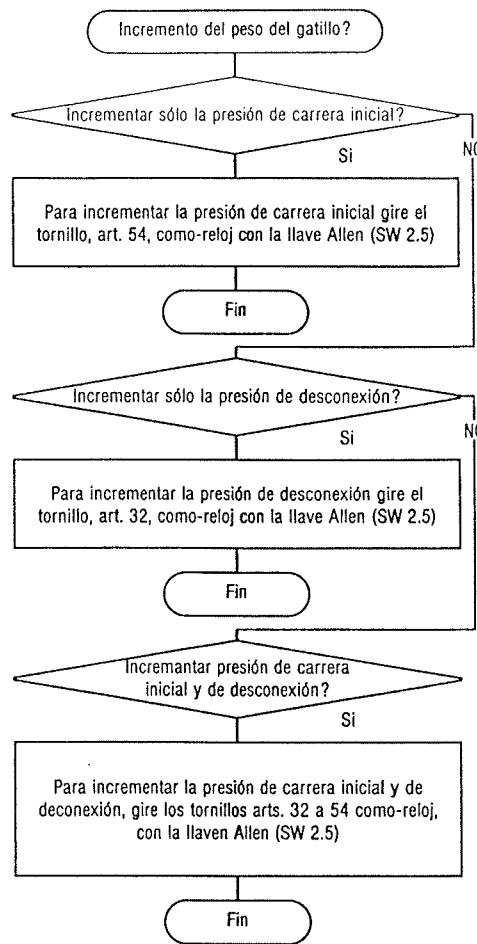 Incremento del peso del gatillo?
Incrementar sólo la presión de carrera inicial?
Si
NO
Para incrementar la presión de carrera inicial gire el
tornillo, art. 54, como-reloj con la llave Allen (SW 2.5)
Fin
Incrementar sólo la presión de desconexión?
Si
NO
Para incrementar la presión de desconexión gire el
tornillo, art. 32, como-reloj con la llave Allen (SW 2.5)
Fin
Incremantar presión de carrera
inicial y de desconexión?
Si
Para incrementar la presión de carrera inicial y de
deconexión, gire los tornillos arts. 32 a 54 como-reloj,
con la llaven Allen (SW 2.5)
Fin